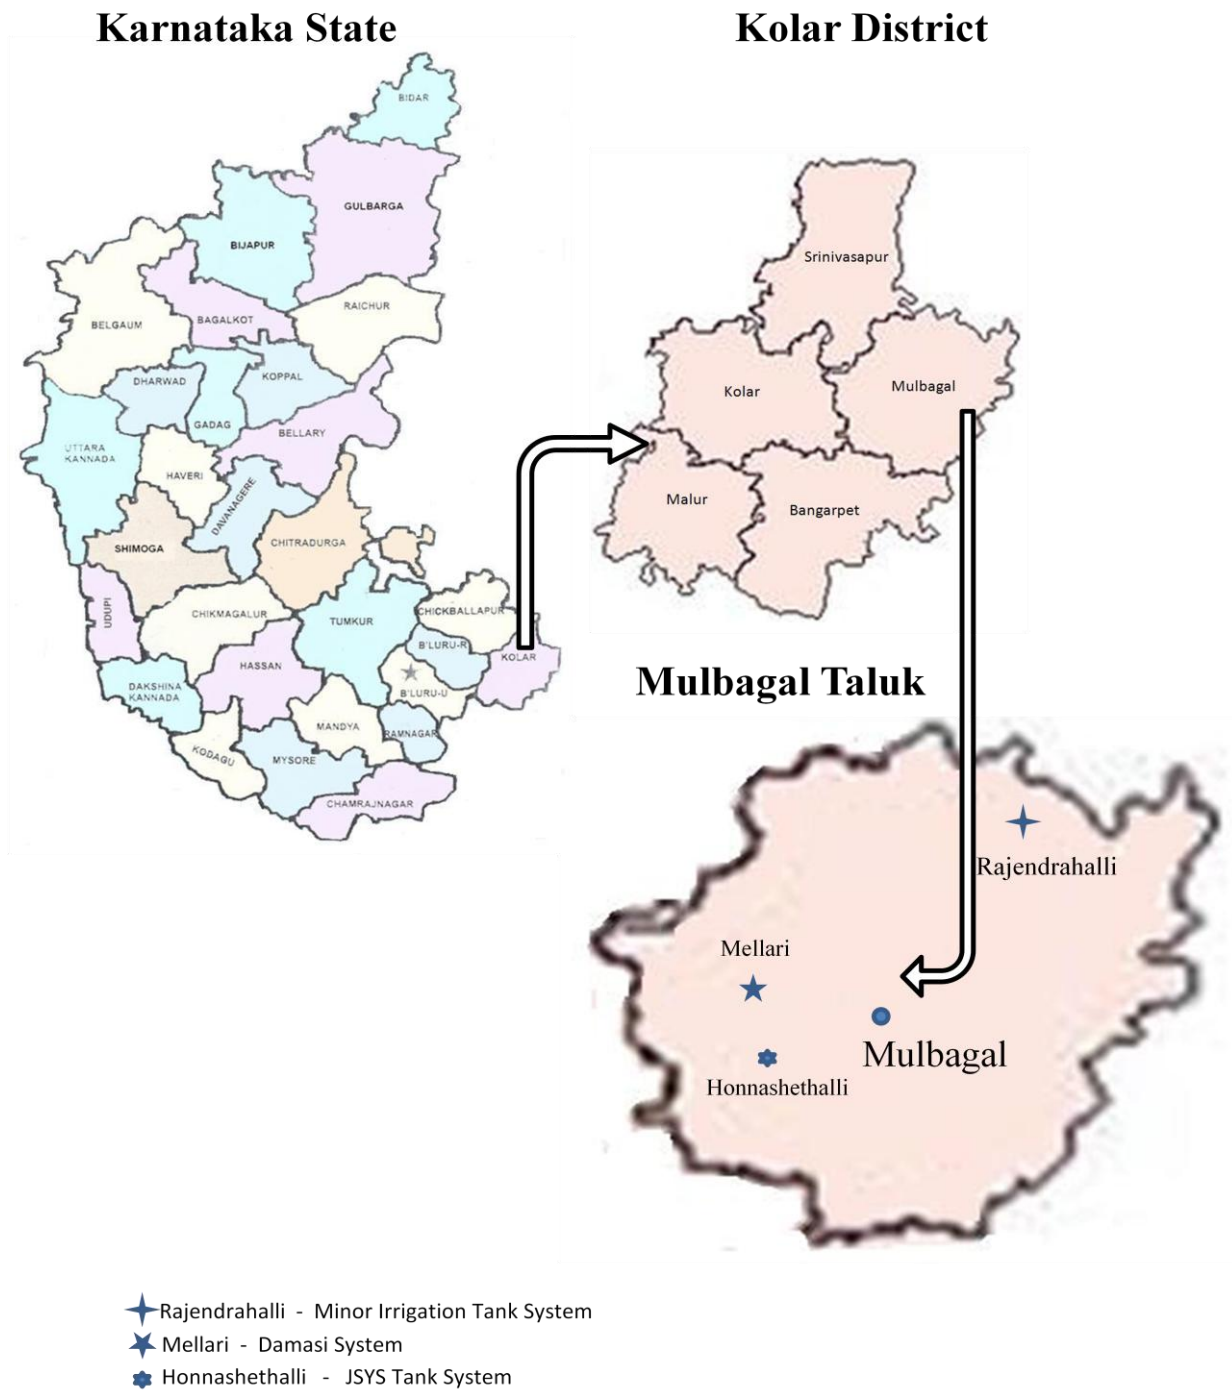 Karnataka State
BIDAR
GULBARGA
BIJAPUR
RAICHUR
BAGALKOT
BELGAUM
DHARWAD
KOPPAL
GADAG
BELLARY
UTTARA
KANNADA
HAVERI
DAVANAGERE
SHIMOGA
CHITRADURGA
UDUPI
CHIKMAGALUR
TUMKUR
CHICKBALLAPUR
B'LURU-R
KOLAR
HASSAN
DAKSHINA
KANNADA
B'LURU-U
MANDYA
RAMNAGAR
KODAGU
MYSORE
CHAMRAJNAGAR
Kolar District
Srinivasapur
Kolar
Mulbagal
Malur
Bangarpet
Mulbagal Taluk
Rajendrahalli
Mellari
Mulbagal
Honnashethalli
Rajendrahalli - Minor Irrigation Tank System
Mellari - Damasi System
Honnashethalli - JSYS Tank System